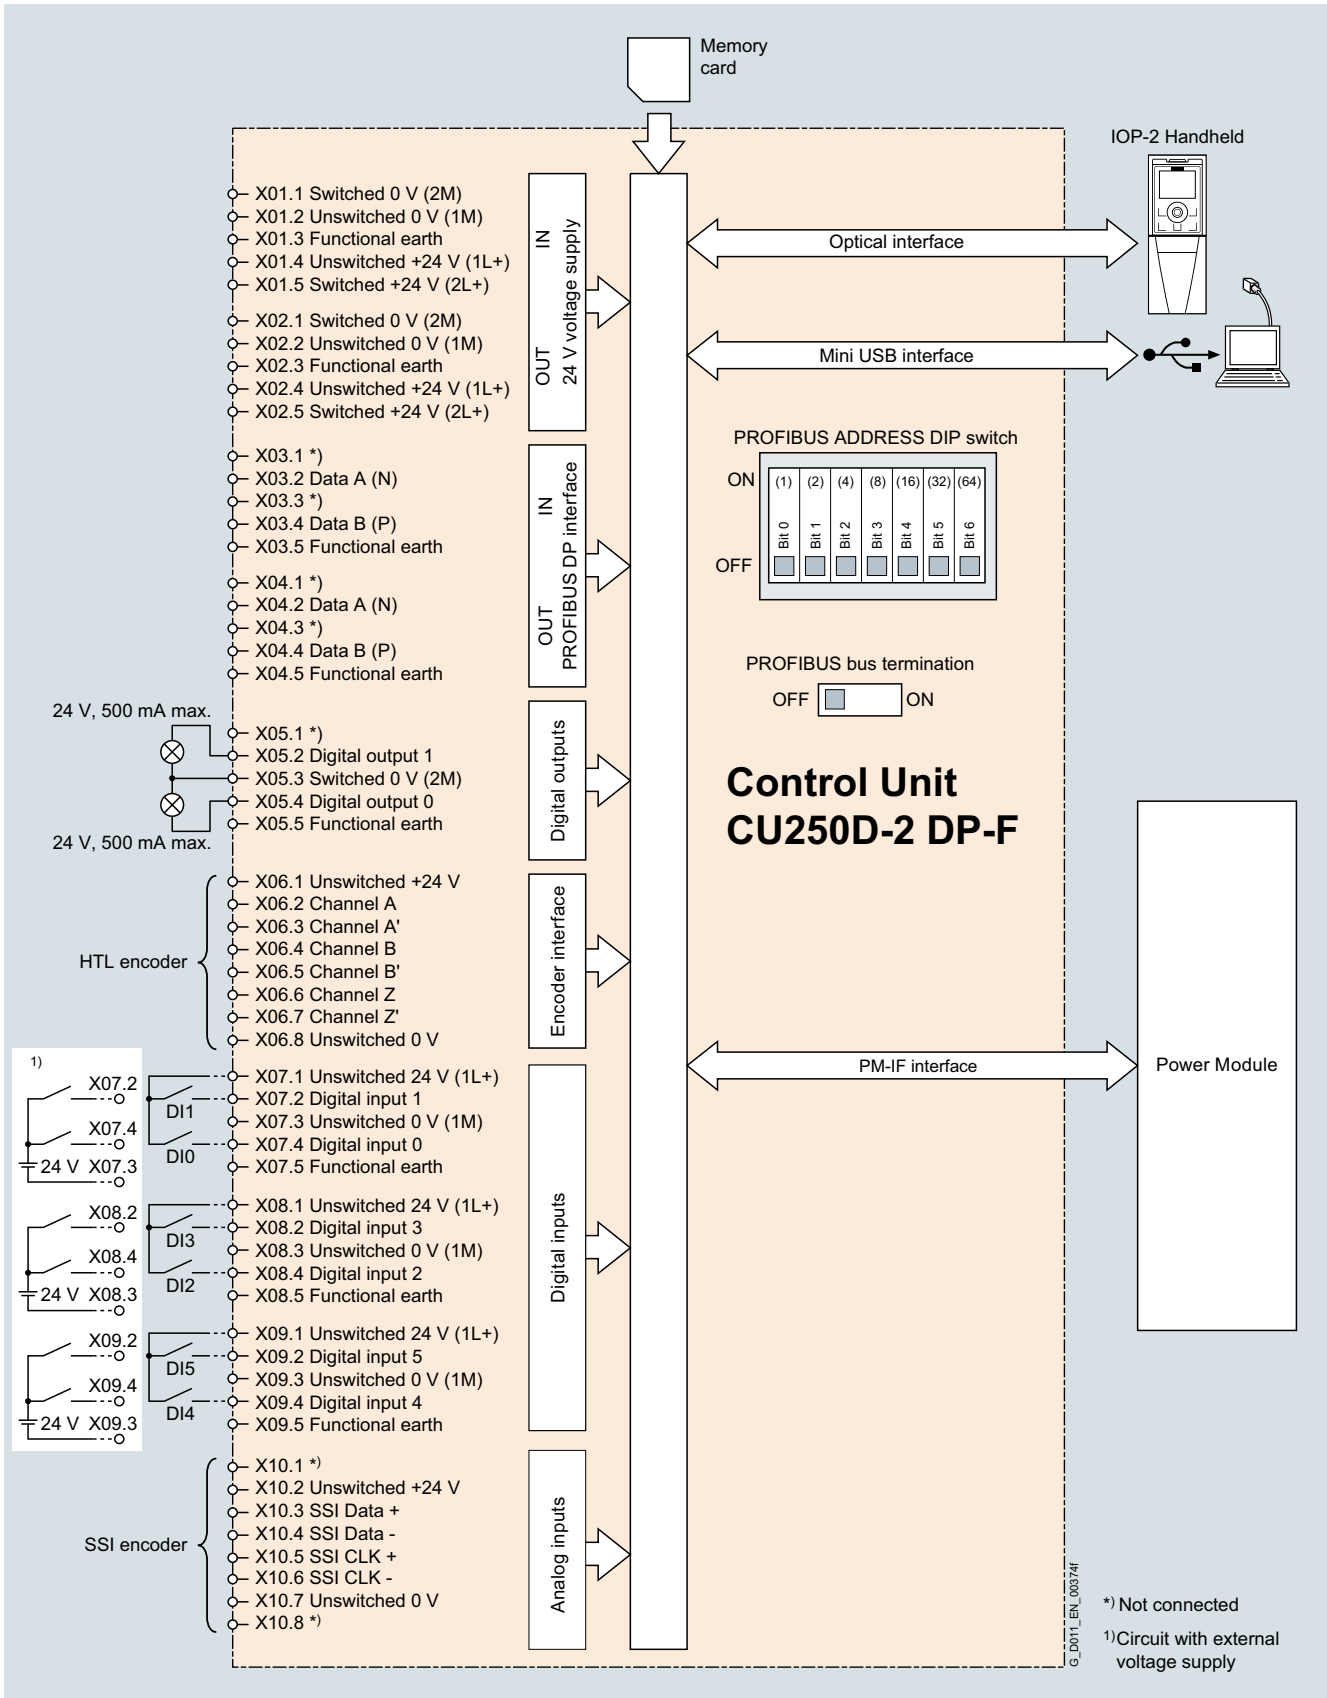 Memory
card
IOP-2 Handheld
X01.1 Switched 0 V (2M)
X01.2 Unswitched 0 V (1M)
X01.3 Functional earth
X01.4 Unswitched +24 V (1L+)
X01.5 Switched +24 V (2L+)
X02.1 Switched 0 V (2M)
X02.2 Unswitched 0 V (1M)
X02.3 Functional earth
X02.4 Unswitched +24 V (1L+)
X02.5 Switched +24 V (2L+)
OUT IN
24 V voltage supply
Optical interface
Mini USB interface
X03.1 *)
X03.2 Data A (N)
X03.3 *)
X03.4 Data B (P)
X03.5 Functional earth
X04.1 *)
X04.2 Data A (N)
X04.3 *)
X04.4 Data B (P)
X04.5 Functional earth
OUT IN
PROFIBUS DP interface
PROFIBUS ADDRESS DIP switch
ON
(1) (2) (4) (8) (16) (32) (64)
Bit 0 Bit 1 Bit 2 Bit 3 Bit 4 Bit 5 Bit 6
OFF
PROFIBUS bus termination
OFF ON
24 V, 500 mA max.
X05.1 *)
X05.2 Digital output 1
X05.3 Switched 0 V (2M)
X05.4 Digital output 0
X05.5 Functional earth
24 V, 500 mA max.
Digital outputs
Control Unit
CU250D-2 DP-F
HTL encoder
X06.1 Unswitched +24 V
X06.2 Channel A
X06.3 Channel A'
X06.4 Channel B
X06.5 Channel B'
X06.6 Channel Z
X06.7 Channel Z'
X06.8 Unswitched 0 V
Encoder interface
PM-IF interface
Power Module
1)
X07.2
X07.4
24 V X07.3
DI1
DI0
X07.1 Unswitched 24 V (1L+)
X07.2 Digital input 1
X07.3 Unswitched 0 V (1M)
X07.4 Digital input 0
X07.5 Functional earth
X08.2
X08.4
24 V X08.3
DI3
DI2
X08.1 Unswitched 24 V (1L+)
X08.2 Digital input 3
X08.3 Unswitched 0 V (1M)
X08.4 Digital input 2
X08.5 Functional earth
X09.2
X09.4
24 V X09.3
DI5
DI4
X09.1 Unswitched 24 V (1L+)
X09.2 Digital input 5
X09.3 Unswitched 0 V (1M)
X09.4 Digital input 4
X09.5 Functional earth
Digital inputs
SSI encoder
X10.1 *)
X10.2 Unswitched +24 V
X10.3 SSI Data +
X10.4 SSI Data -
X10.5 SSI CLK +
X10.6 SSI CLK -
X10.7 Unswitched 0 V
X10.8 *)
Analog inputs
G_D011_EN_00374f
*) Not connected
1)Circuit with external
voltage supply